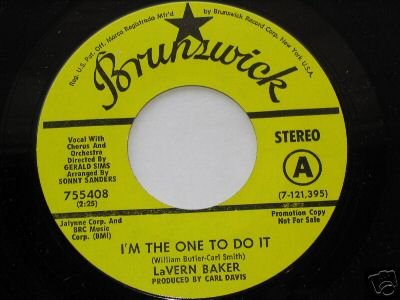 Reg. U.S. Pat. Off. Marca Registrada Mfr'd by Brunswick Record Corp. New York, U.S.A.
Brunswick
Vocal With
Chorus And
Orchestra
Directed By
GERALD SIMS
Arranged By
SONNY SANDERS
755408
(2:25)
Jalynne Corp. And
BRC Music
Corp. (BMI)
STEREO
A
(7-121,395)
Promotion Copy
Not For Sale
I'M THE ONE TO DO IT
(William Butler-Carl Smith)
LaVERN BAKER
PRODUCED BY CARL DAVIS